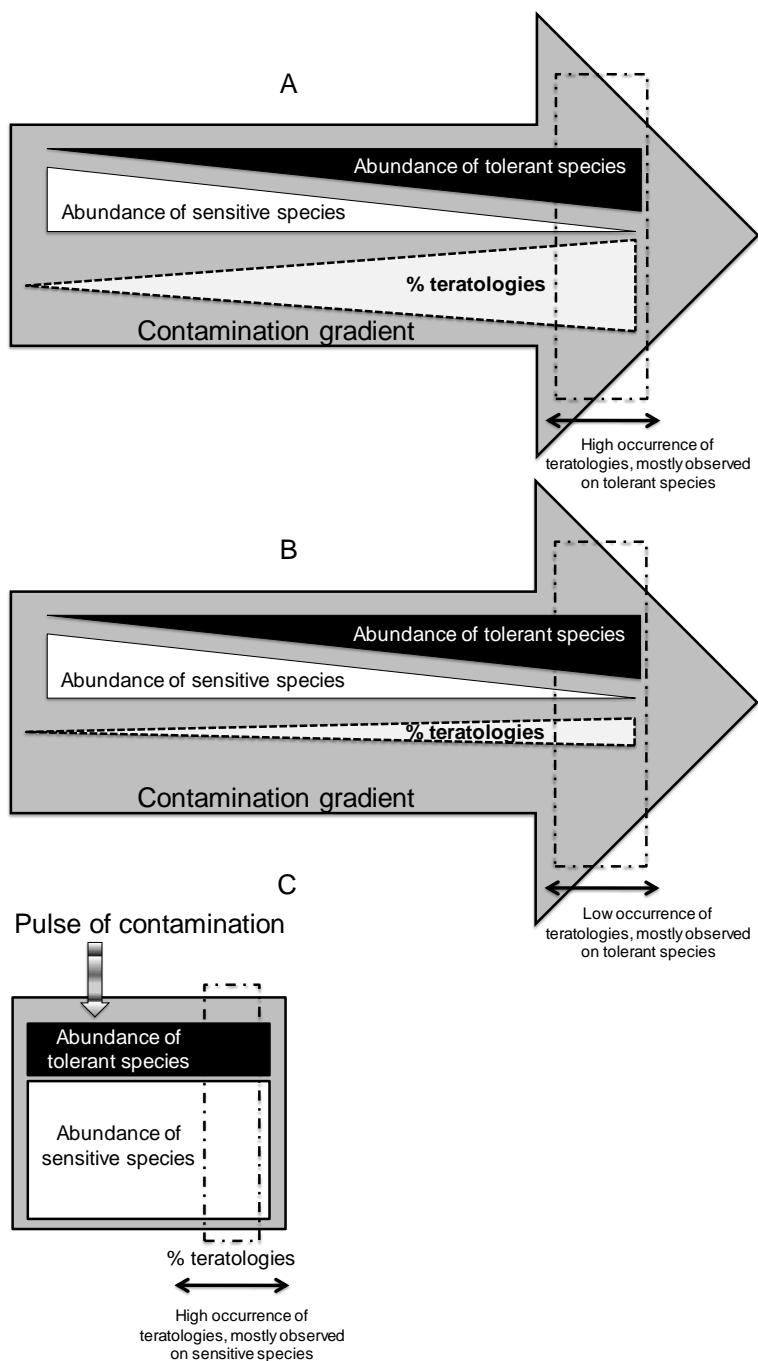 A
Abundance of tolerant species
Abundance of sensitive species
% teratologies
Contamination gradient
High occurrence of
teratologies, mostly observed
on tolerant species
B
Abundance of tolerant species
Abundance of sensitive species
% teratologies
Contamination gradient
Low occurrence of
teratologies, mostly observed
on tolerant species
C
Pulse of contamination
Abundance of
tolerant species
Abundance of
sensitive species
% teratologies
High occurrence of
teratologies, mostly observed
on sensitive species